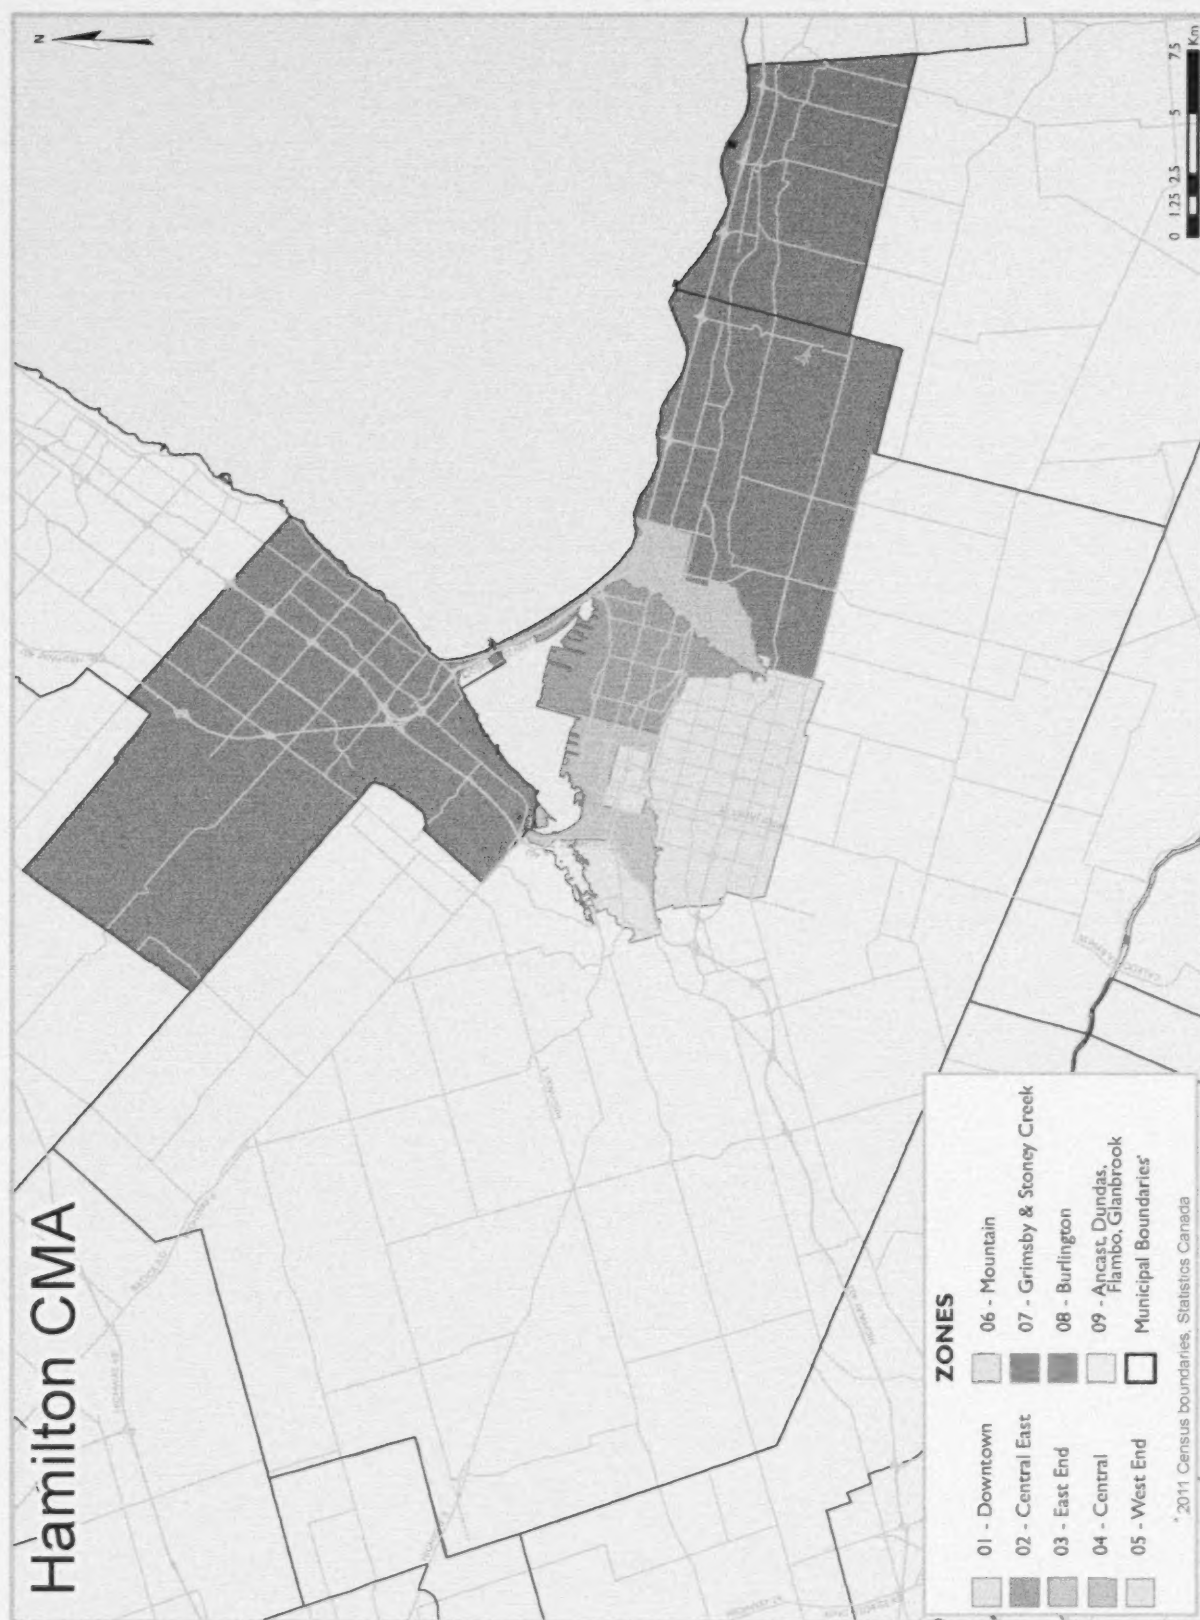 Hamilton CMA
N
ZONES
01 - Downtown
02 - Central East
03 - East End
04 - Central
05 - West End
06 - Mountain
07 - Grimsby & Stoney Creek
08 - Burlington
09 - Ancast, Dundas,
Flambo, Glanbrook
Municipal Boundaries*
* 2011 Census boundaries, Statistics Canada
0 1.25 2.5 5 7.5
Km